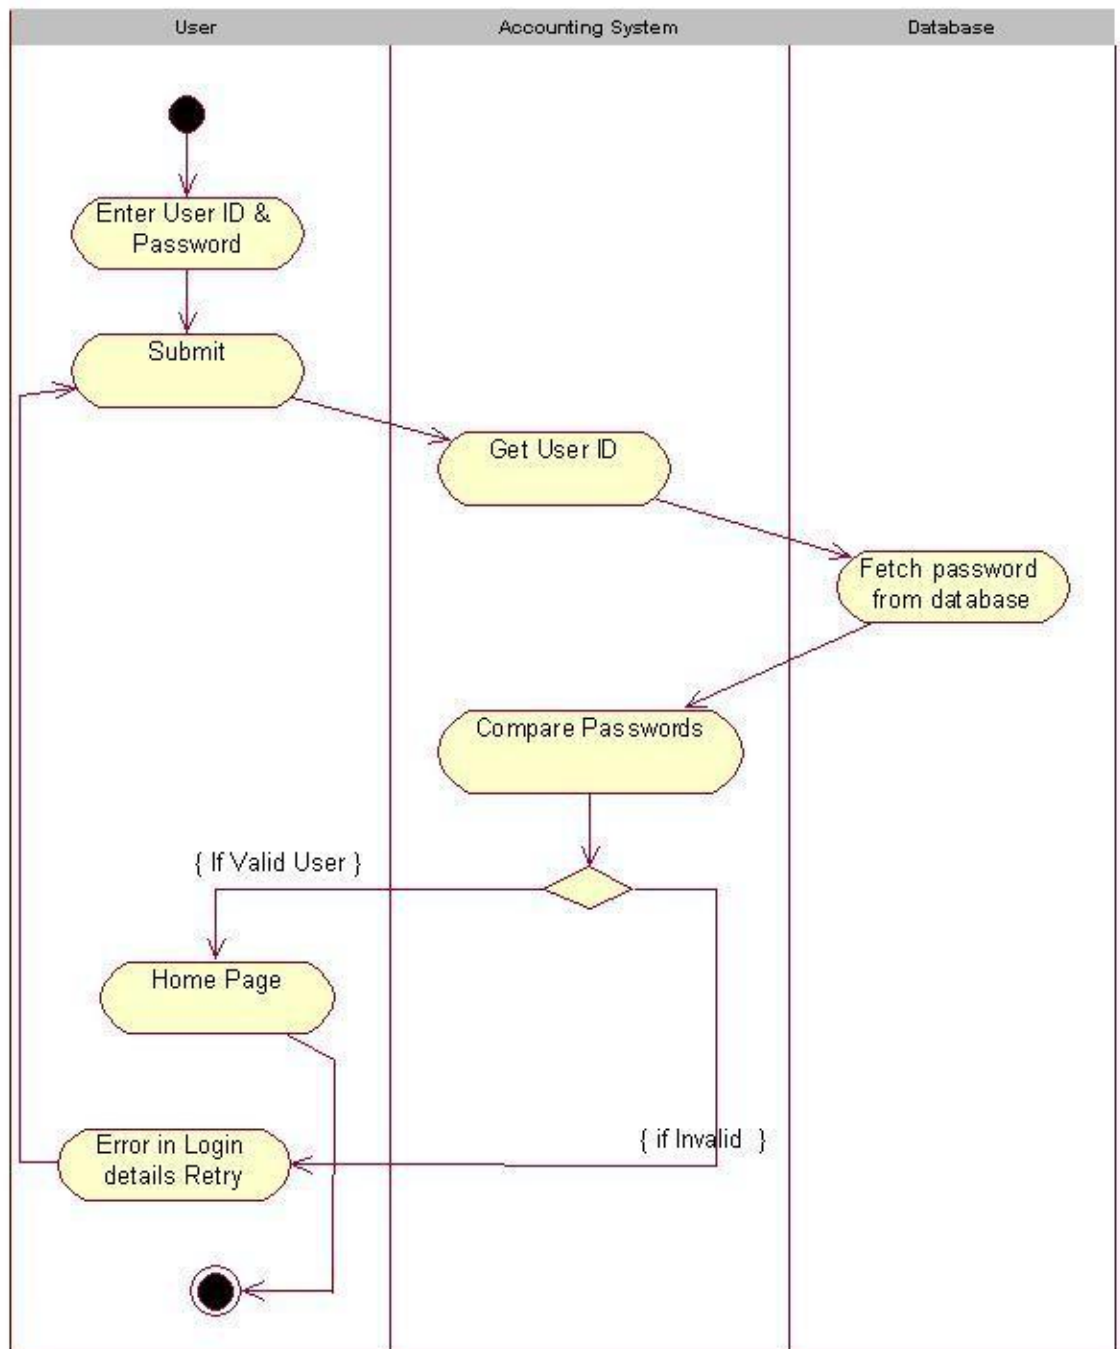 User
Accounting System
Database
Enter User ID &
Password
Submit
Get User ID
Fetch password
from database
Compare Passwords
{ If Valid User }
Home Page
{ if Invalid  }
Error in Login
details Retry